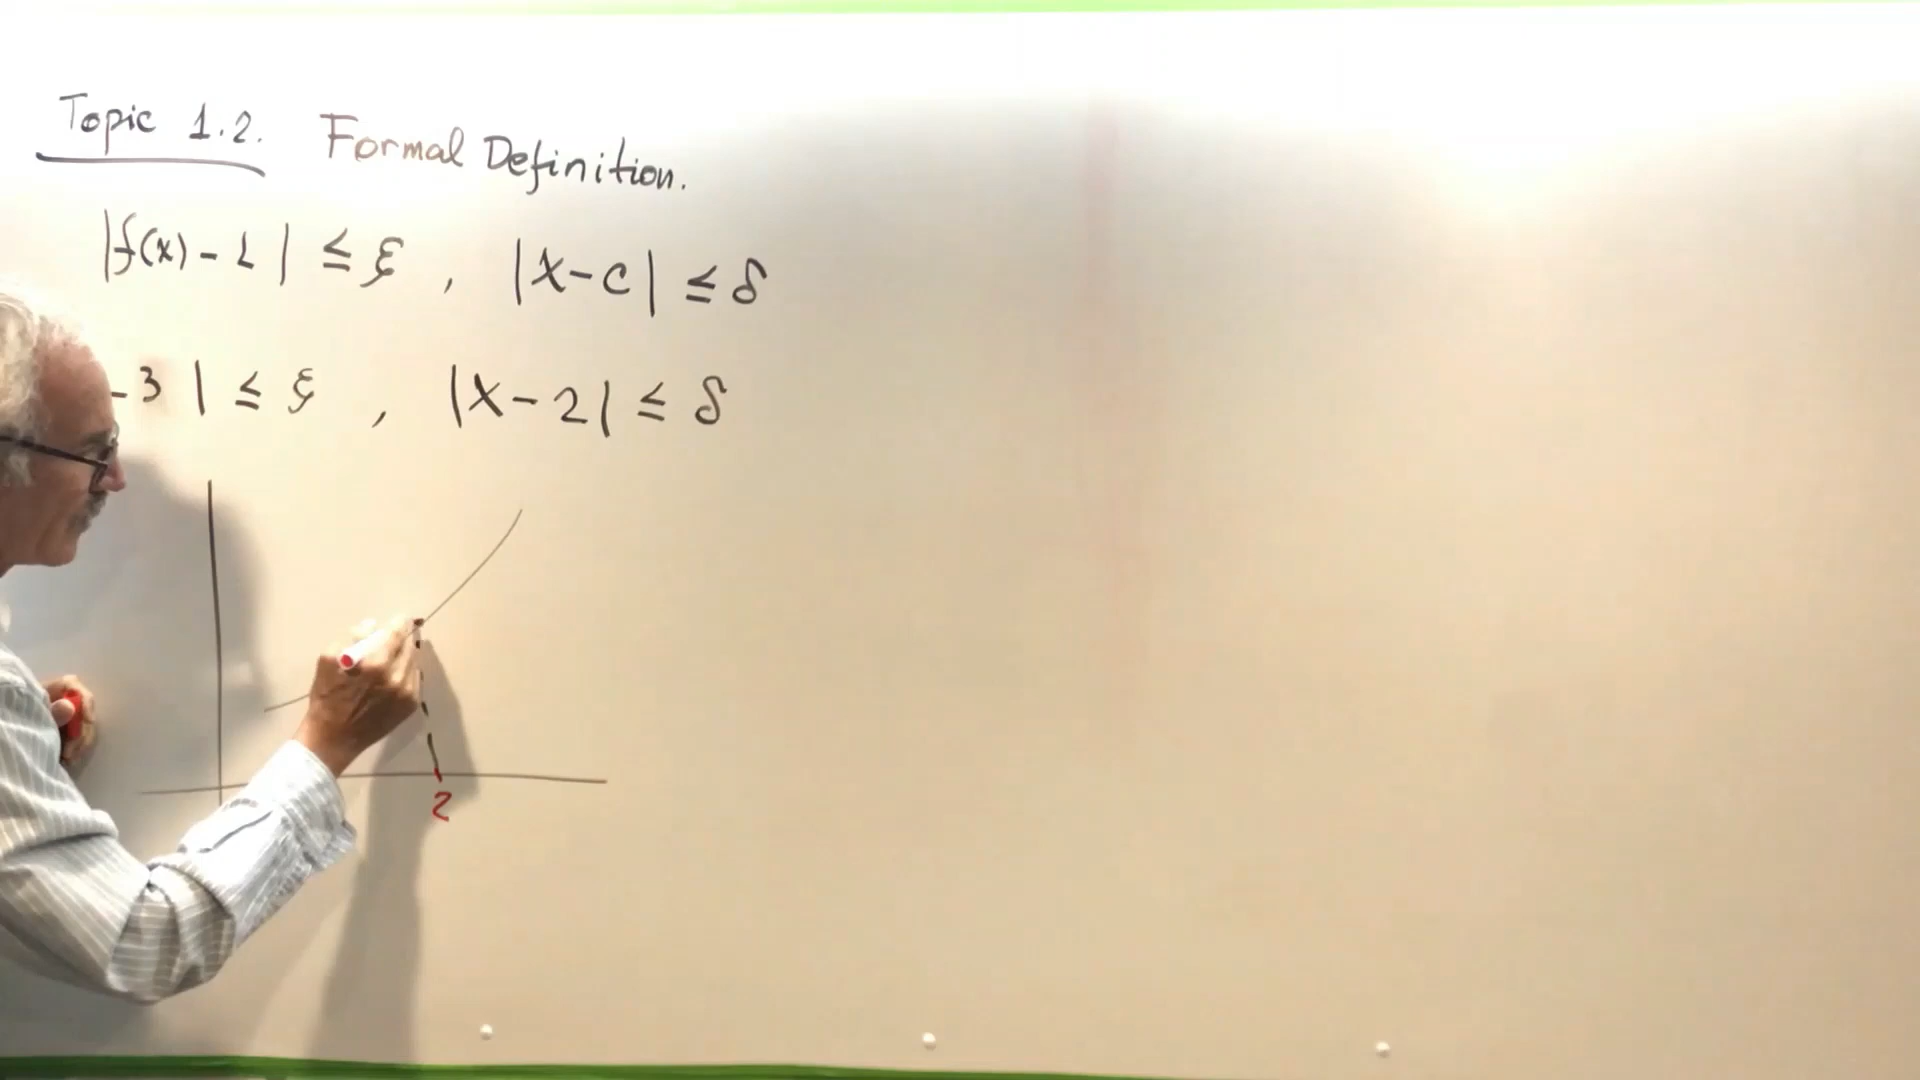 Topic 1.2. Formal Definition.
|f(x) - L| ≤ ξ , |x - c| ≤ δ
- 3 | ≤ ξ , |x - 2| ≤ δ
2